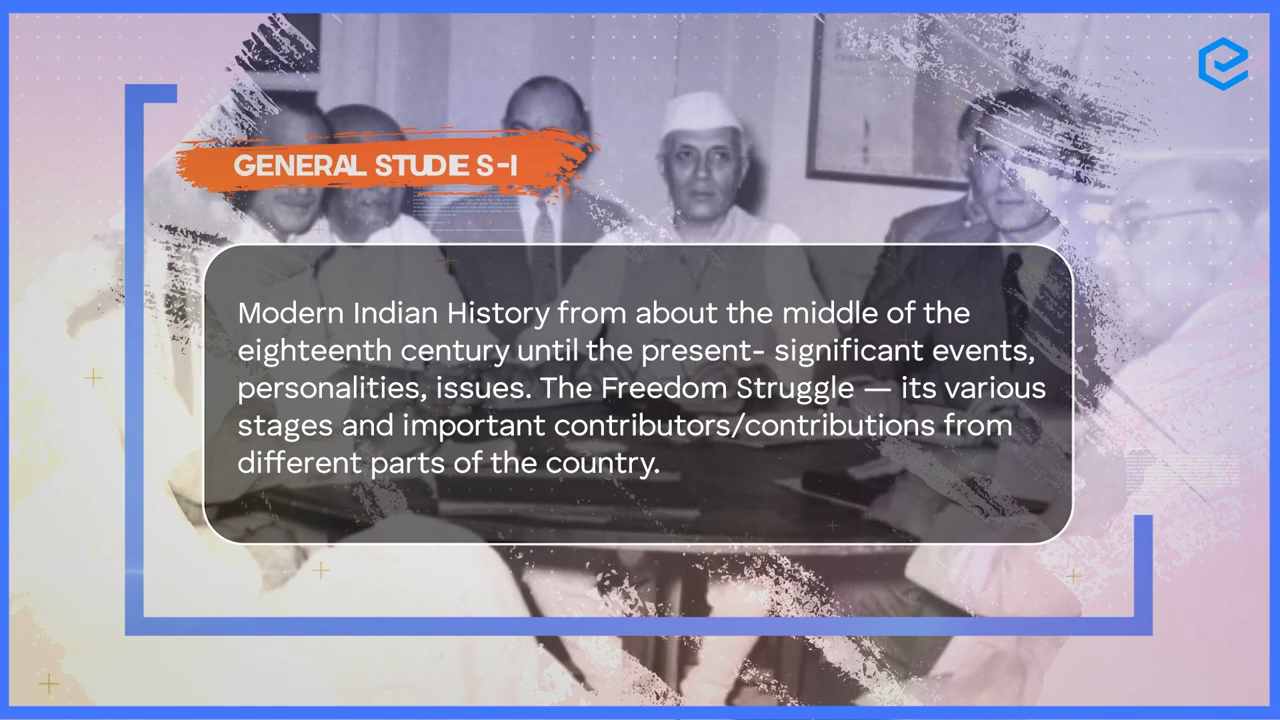 GENERAL STUDIES-I
Modern Indian History from about the middle of the
eighteenth century until the present- significant events,
personalities, issues. The Freedom Struggle — its various
stages and important contributors/contributions from
different parts of the country.